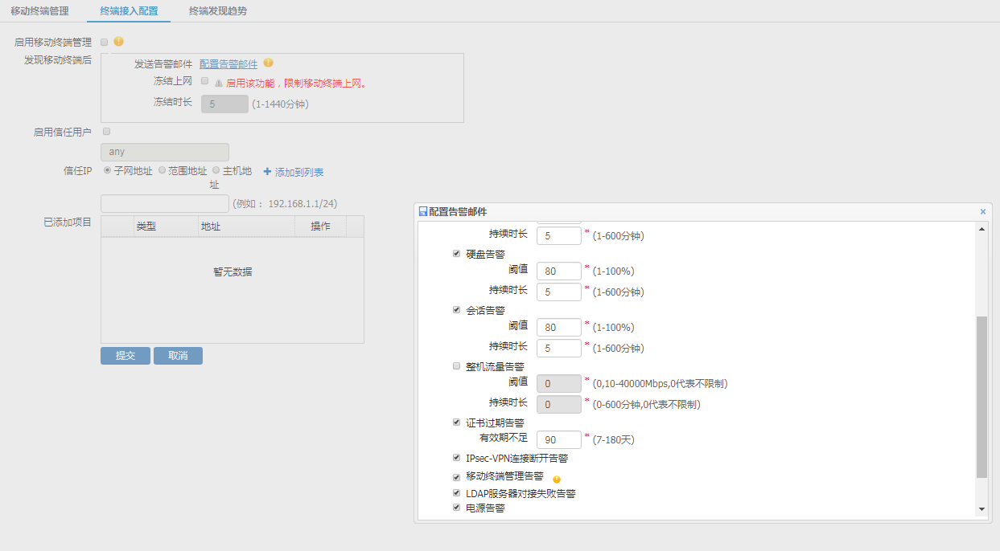 移动终端管理 终端接入配置 终端发现趋势
启用移动终端管理
发现移动终端后
发送告警邮件 配置告警邮件
冻结上网 启用该功能，限制移动终端上网。
冻结时长 5 (1-1440分钟)
启用信任用户
any
信任IP 子网地址 范围地址 主机地
址
添加到列表
(例如： 192.168.1.1/24)
已添加项目 类型 地址 操作
暂无数据
提交 取消
配置告警邮件 ×
持续时长 5 * (1-600分钟)
硬盘告警
阈值 80 * (1-100%)
持续时长 5 * (1-600分钟)
会话告警
阈值 80 * (1-100%)
持续时长 5 * (1-600分钟)
整机流量告警
阈值 0 * (0,10-40000Mbps,0代表不限制)
持续时长 0 * (0-600分钟,0代表不限制)
证书过期告警
有效期不足 90 * (7-180天)
IPsec-VPN连接断开告警
移动终端管理告警
LDAP服务器对接失败告警
电源告警